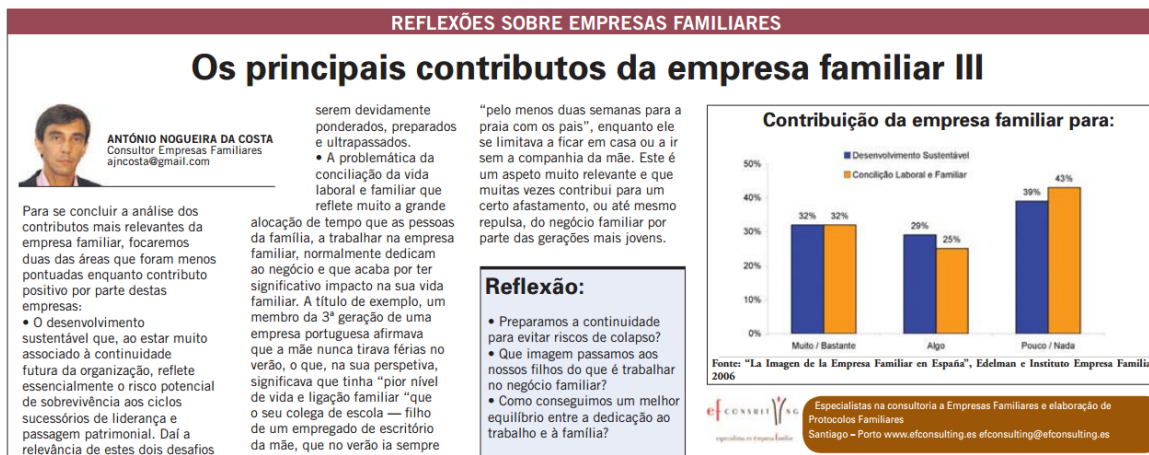 REFLEXÕES SOBRE EMPRESAS FAMILIARES
Os principais contributos da empresa familiar III
ANTÓNIO NOGUEIRA DA COSTA
Consultor Empresas Familiares
ajncosta@gmail.com
Para se concluir a análise dos
contributos mais relevantes da
empresa familiar, focaremos
duas das áreas que foram menos
pontuadas enquanto contributo
positivo por parte destas
empresas:
• O desenvolvimento
sustentável que, ao estar muito
associado à continuidade
futura da organização, reflete
essencialmente o risco potencial
de sobrevivência aos ciclos
sucessórios de liderança e
passagem patrimonial. Daí a
relevância de estes dois desafios
serem devidamente
ponderados, preparados
e ultrapassados.
• A problemática da
conciliação da vida
laboral e familiar que
reflete muito a grande
alocação de tempo que as pessoas
da família, a trabalhar na empresa
familiar, normalmente dedicam
ao negócio e que acaba por ter
significativo impacto na sua vida
familiar. A título de exemplo, um
membro da 3ª geração de uma
empresa portuguesa afirmava
que a mãe nunca tirava férias no
verão, o que, na sua perspetiva,
significava que tinha “pior nível
de vida e ligação familiar “que
o seu colega de escola — filho
de um empregado de escritório
da mãe, que no verão ia sempre
“pelo menos duas semanas para a
praia com os pais”, enquanto ele
se limitava a ficar em casa ou a ir
sem a companhia da mãe. Este é
um aspeto muito relevante e que
muitas vezes contribui para um
certo afastamento, ou até mesmo
repulsa, do negócio familiar por
parte das gerações mais jovens.
Reflexão:
• Preparamos a continuidade
para evitar riscos de colapso?
• Que imagem passamos aos
nossos filhos do que é trabalhar
no negócio familiar?
• Como conseguimos um melhor
equilíbrio entre a dedicação ao
trabalho e à família?
Contribuição da empresa familiar para:
Desenvolvimento Sustentável
Concilição Laboral e Familiar
50%
40%
30%
20%
10%
0%
32% 32%
29% 25%
39% 43%
Muito / Bastante Algo Pouco / Nada
Fonte: “La Imagen de la Empresa Familiar en España”, Edelman e Instituto Empresa Familia
2006
efconsulting
especialistas en empresa familiar
Especialistas na consultoria a Empresas Familiares e elaboração de
Protocolos Familiares
Santiago – Porto www.efconsulting.es efconsulting@efconsulting.es